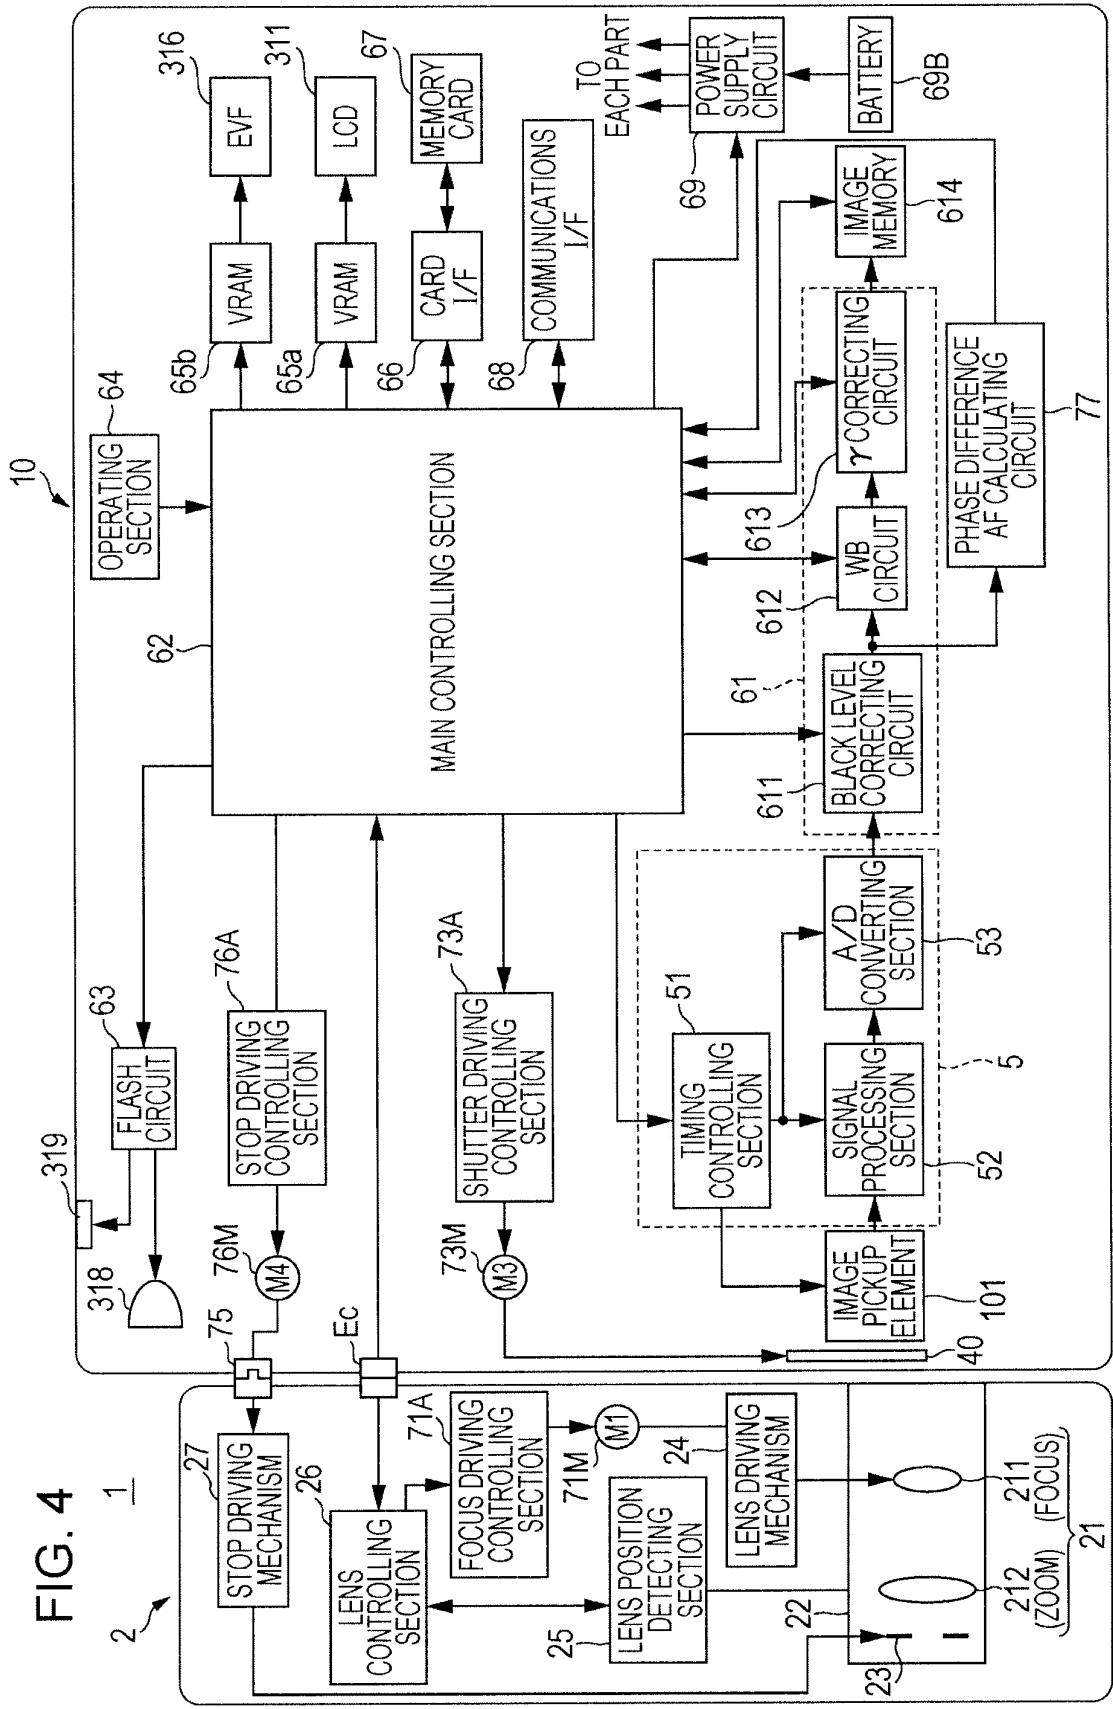 FIG. 4
1
2
10
27
STOP DRIVING
MECHANISM
26
LENS
CONTROLLING
SECTION
71A
FOCUS DRIVING
CONTROLLING
SECTION
71M
M1
25
LENS POSITION
DETECTING
SECTION
24
LENS DRIVING
MECHANISM
22
23
212
(ZOOM)
211
(FOCUS)
21
75
Ec
319
318
63
FLASH
CIRCUIT
76M
M4
76A
STOP DRIVING
CONTROLLING
SECTION
73M
M3
73A
SHUTTER DRIVING
CONTROLLING
SECTION
40
101
IMAGE
PICKUP
ELEMENT
51
TIMING
CONTROLLING
SECTION
52
SIGNAL
PROCESSING
SECTION
5
53
A/D
CONVERTING
SECTION
62
MAIN CONTROLLING SECTION
64
OPERATING
SECTION
61
611
BLACK LEVEL
CORRECTING
CIRCUIT
612
WB
CIRCUIT
613
γ CORRECTING
CIRCUIT
614
IMAGE
MEMORY
77
PHASE DIFFERENCE
AF CALCULATING
CIRCUIT
65b
VRAM
316
EVF
65a
VRAM
311
LCD
66
CARD
I/F
67
MEMORY
CARD
68
COMMUNICATIONS
I/F
TO
EACH PART
69
POWER
SUPPLY
CIRCUIT
BATTERY
69B